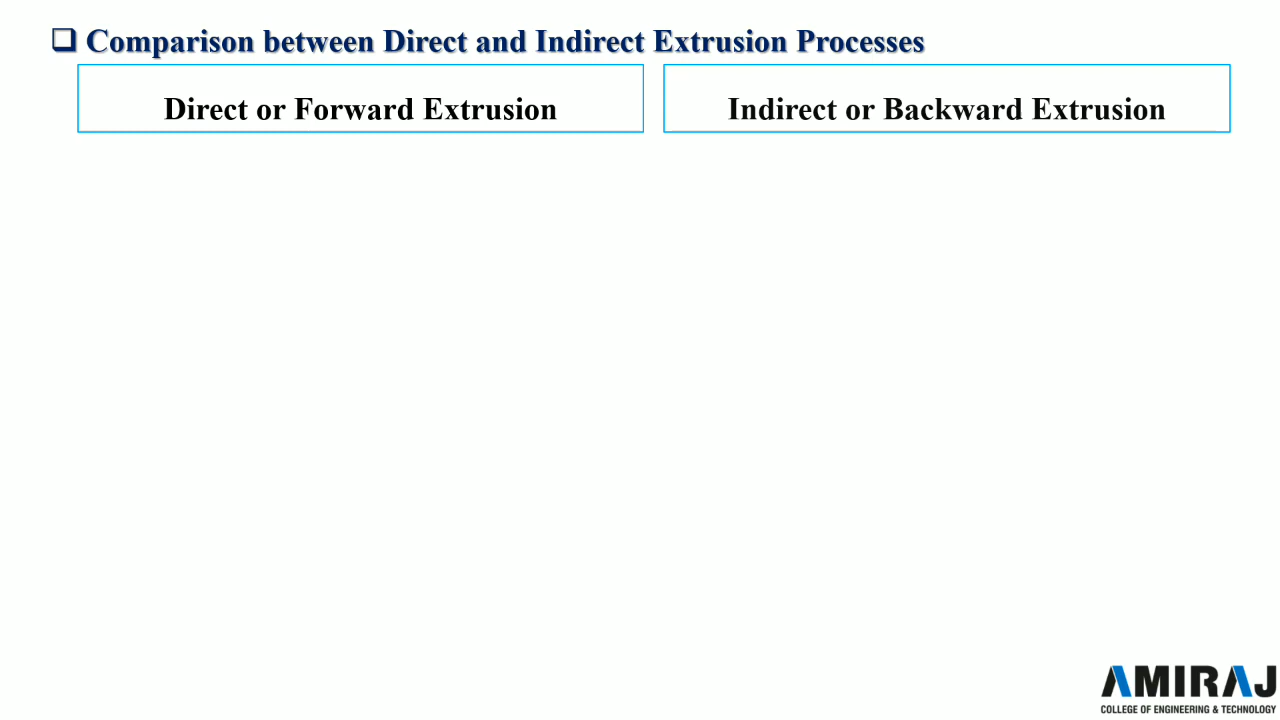 Comparison between Direct and Indirect Extrusion Processes
Direct or Forward Extrusion
Indirect or Backward Extrusion
AMIRAJ
COLLEGE OF ENGINEERING & TECHNOLOGY